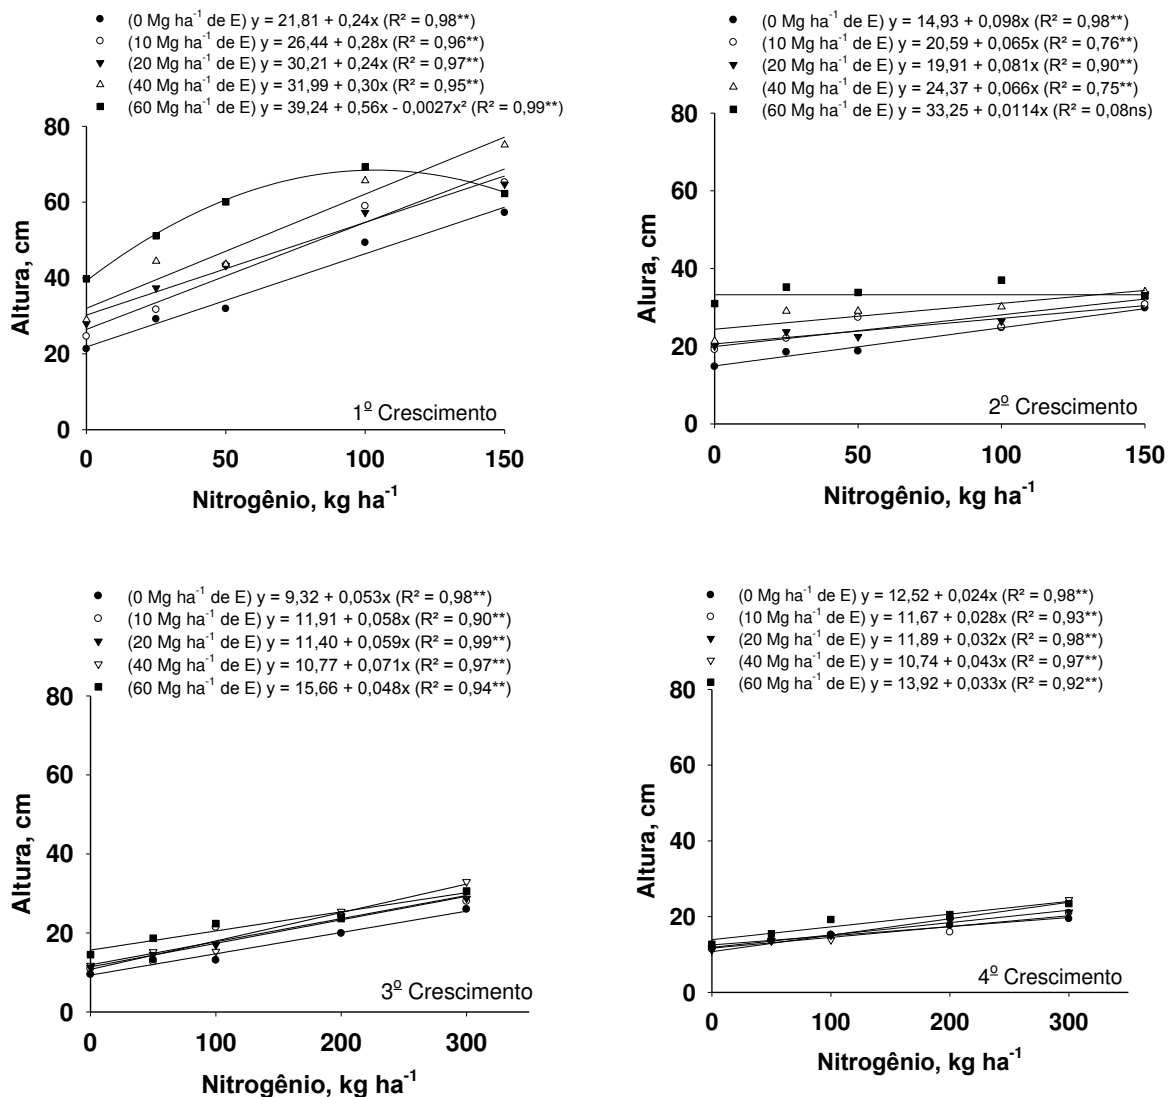 (0 Mg ha⁻¹ de E) y = 21,81 + 0,24x (R² = 0,98**)
(10 Mg ha⁻¹ de E) y = 26,44 + 0,28x (R² = 0,96**)
(20 Mg ha⁻¹ de E) y = 30,21 + 0,24x (R² = 0,97**)
(40 Mg ha⁻¹ de E) y = 31,99 + 0,30x (R² = 0,95**)
(60 Mg ha⁻¹ de E) y = 39,24 + 0,56x - 0,0027x² (R² = 0,99**)
80
60
40
20
0
Altura, cm
1º Crescimento
0 50 100 150
Nitrogênio, kg ha⁻¹
(0 Mg ha⁻¹ de E) y = 14,93 + 0,098x (R² = 0,98**)
(10 Mg ha⁻¹ de E) y = 20,59 + 0,065x (R² = 0,76**)
(20 Mg ha⁻¹ de E) y = 19,91 + 0,081x (R² = 0,90**)
(40 Mg ha⁻¹ de E) y = 24,37 + 0,066x (R² = 0,75**)
(60 Mg ha⁻¹ de E) y = 33,25 + 0,0114x (R² = 0,08ns)
80
60
40
20
0
Alura, cm
2º Crescimento
0 50 100 150
Nitrogênio, kg ha⁻¹
(0 Mg ha⁻¹ de E) y = 9,32 + 0,053x (R² = 0,98**)
(10 Mg ha⁻¹ de E) y = 11,91 + 0,058x (R² = 0,90**)
(20 Mg ha⁻¹ de E) y = 11,40 + 0,059x (R² = 0,99**)
(40 Mg ha⁻¹ de E) y = 10,77 + 0,071x (R² = 0,97**)
(60 Mg ha⁻¹ de E) y = 15,66 + 0,048x (R² = 0,94**)
80
60
40
20
0
Altura, cm
3º Crescimento
0 100 200 300
Nitrogênio, kg ha⁻¹
(0 Mg ha⁻¹ de E) y = 12,52 + 0,024x (R² = 0,98**)
(10 Mg ha⁻¹ de E) y = 11,67 + 0,028x (R² = 0,93**)
(20 Mg ha⁻¹ de E) y = 11,89 + 0,032x (R² = 0,98**)
(40 Mg ha⁻¹ de E) y = 10,74 + 0,043x (R² = 0,97**)
(60 Mg ha⁻¹ de E) y = 13,92 + 0,033x (R² = 0,92**)
80
60
40
20
0
Altura, cm
4º Crescimento
0 100 200 300
Nitrogênio, kg ha⁻¹